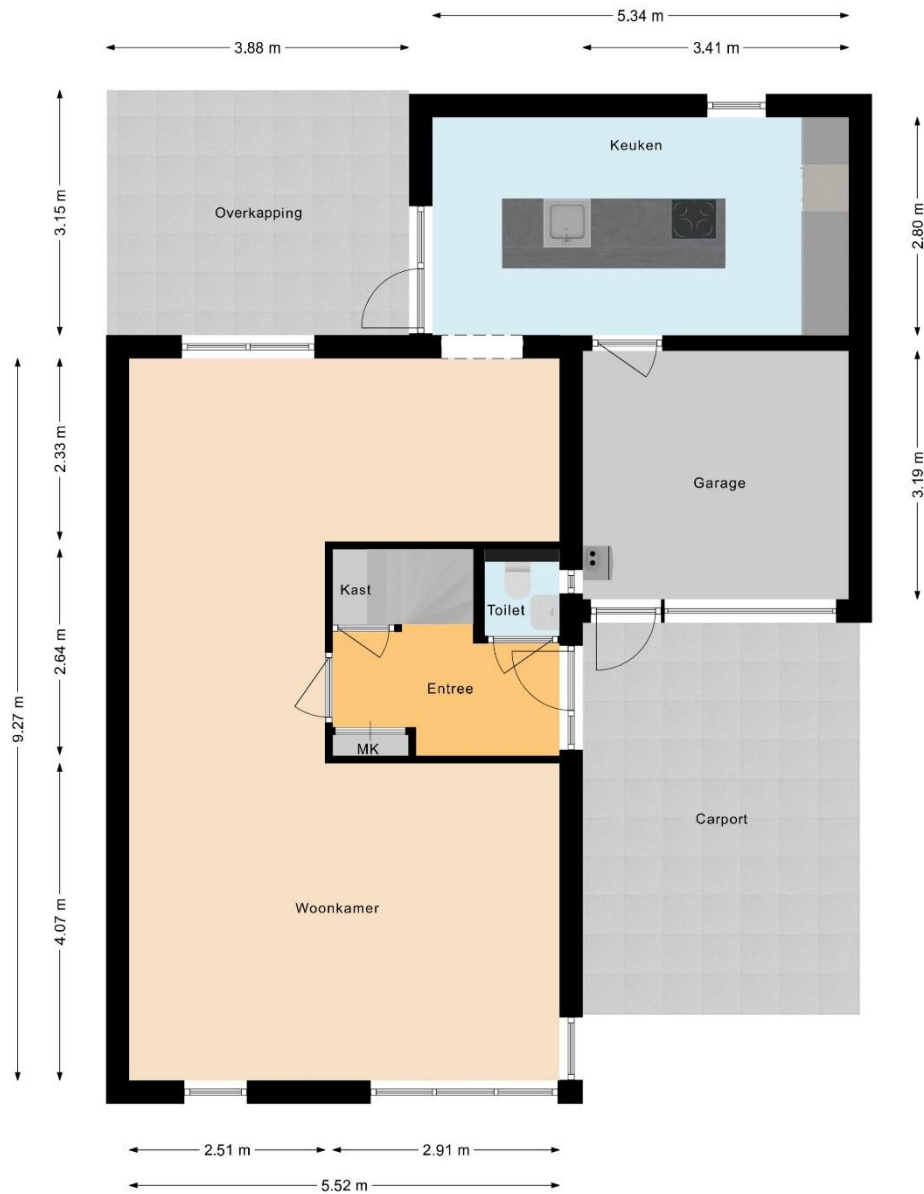 5.34 m
3.88 m
3.41 m
Keuken
Overkapping
3.15 m
2.80 m
2.33 m
Garage
3.19 m
Kast
Toilet
2.64 m
Entree
9.27 m
MK
Carport
Woonkamer
4.07 m
2.51 m
2.91 m
5.52 m